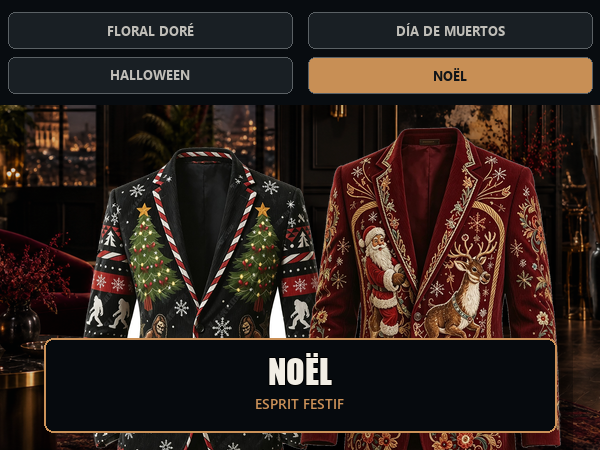 FLORAL DORÉ
DÍA DE MUERTOS
HALLOWEEN
NOËL
NOËL
ESPRIT FESTIF